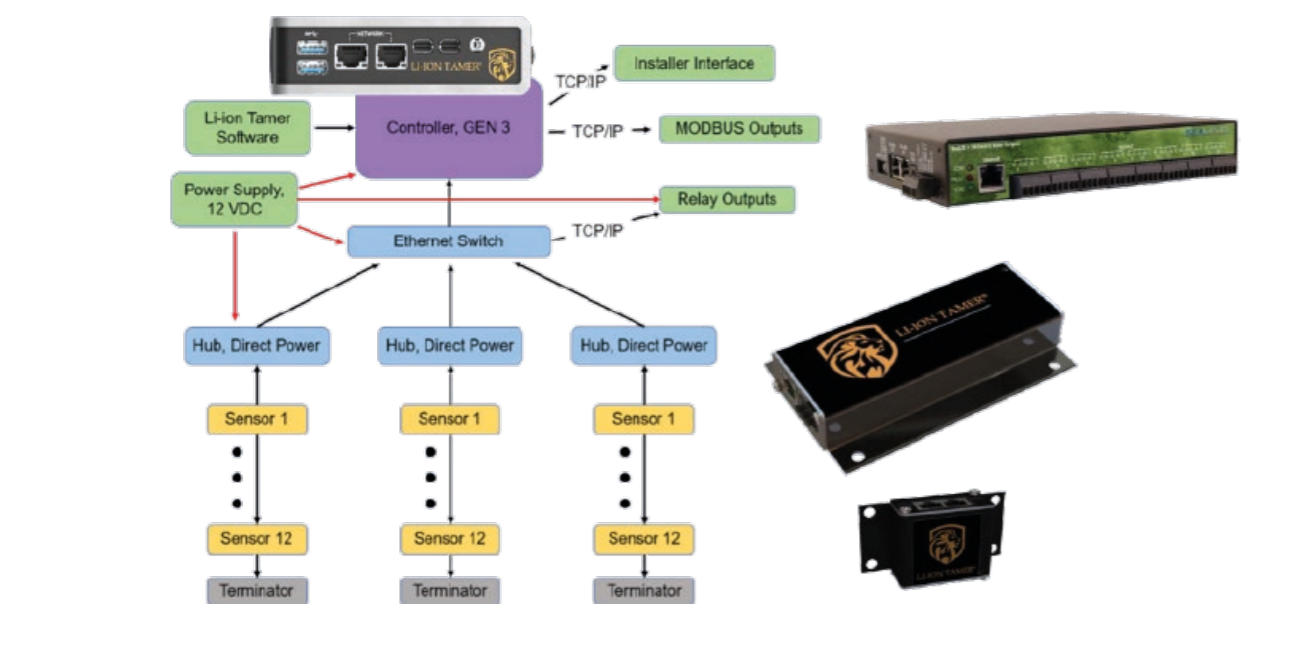 NETWORK
LI-ION TAMER®
Installer Interface
TCP/IP
Li-ion Tamer
Software
Controller, GEN 3
TCP/IP
MODBUS Outputs
Power Supply,
12 VDC
Relay Outputs
TCP/IP
Ethernet Switch
Hub, Direct Power
Hub, Direct Power
Hub, Direct Power
Sensor 1
Sensor 1
Sensor 1
Sensor 12
Sensor 12
Sensor 12
Terminator
Terminator
Terminator
LI-ION TAMER®
LI-ION TAMER®